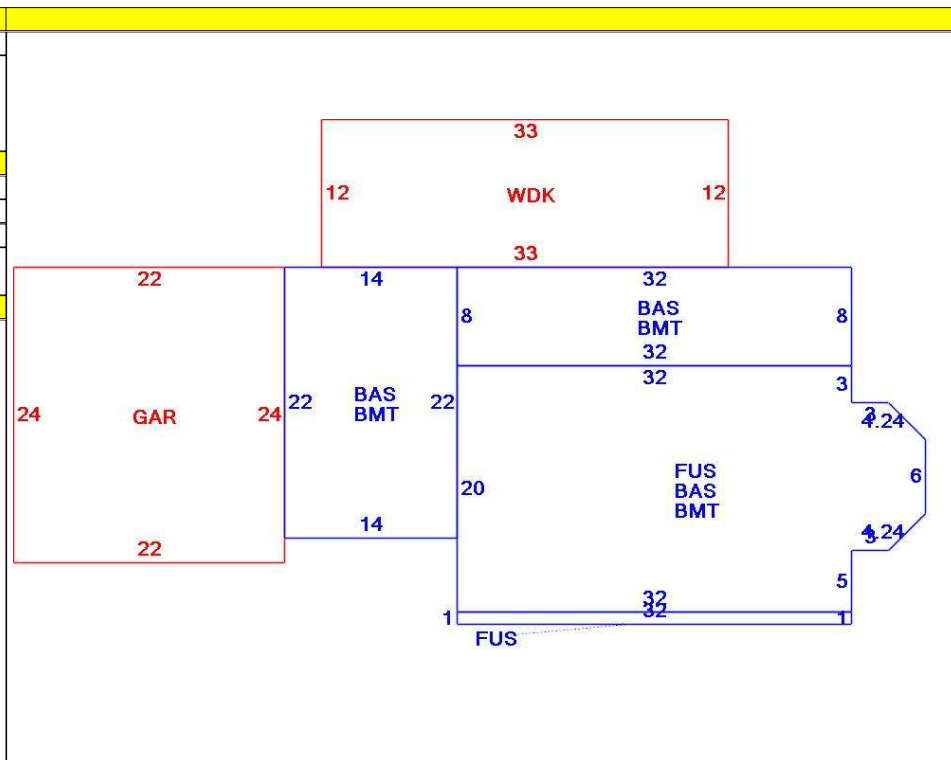 33
12 WDK 12
33
22 14 32
8 BAS 8
BMT
32
32 3
24 GAR 24 22 BAS 22
BMT
3
4.24
FUS 6
20 BAS
BMT
14
4.24
3
22
5
32
1 32 1
FUS